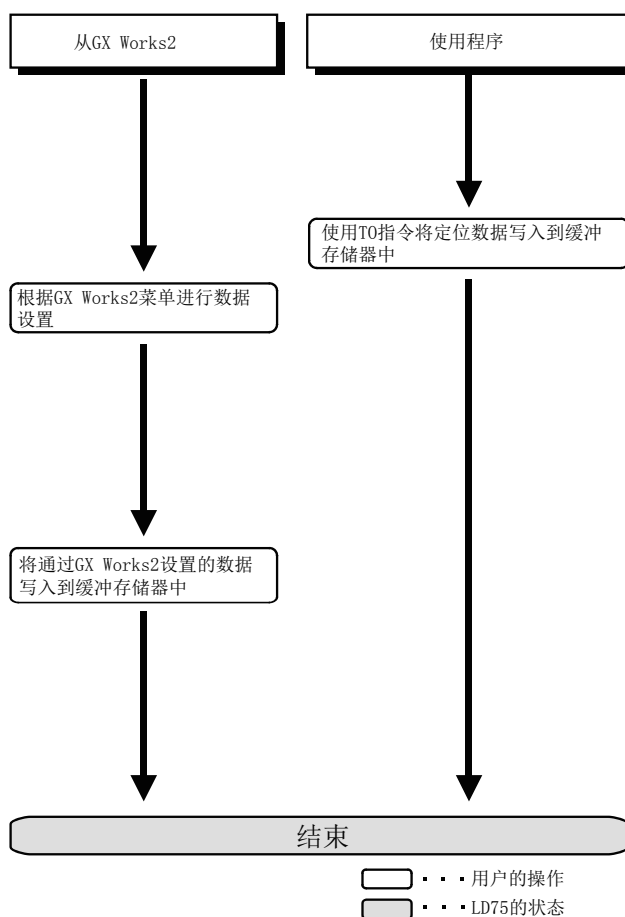 从GX Works2
使用程序
使用TO指令将定位数据写入到缓冲
存储器中
根据GX Works2菜单进行数据
设置
将通过GX Works2设置的数据
写入到缓冲存储器中
结束
・・・用户的操作
・・・LD75的状态